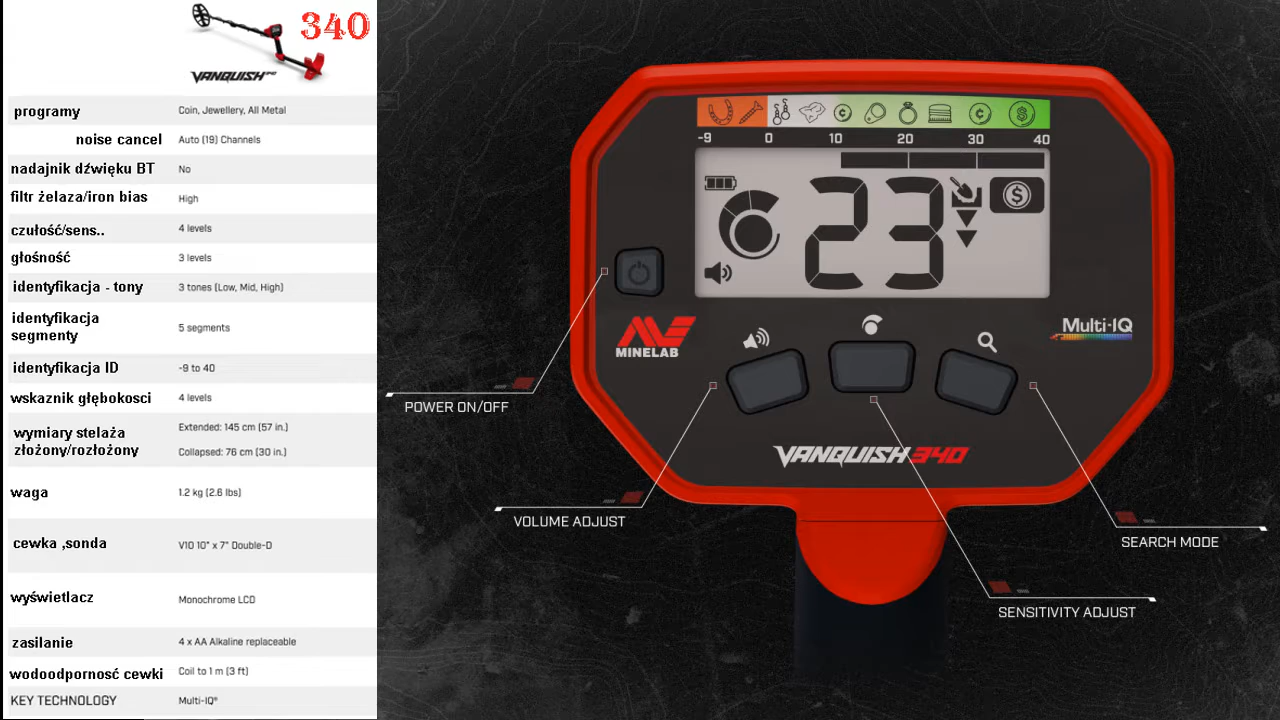 340
VANQUISH 340
programy Coin, Jewellery, All Metal
noise cancel Auto (19) Channels
nadajnik dźwięku BT No
filtr żelaza/iron bias High
czułość/sens.. 4 levels
głośność 3 levels
identyfikacja - tony 3 tones (Low, Mid, High)
identyfikacja
segmenty 5 segments
identyfikacja ID -9 to 40
wskaznik głębokosci 4 levels
wymiary stelaża Extended: 145 cm (57 in.)
złożony/rozłożony Collapsed: 76 cm (30 in.)
waga 1.2 kg (2.6 lbs)
cewka ,sonda V10 10" x 7" Double-D
wyświetlacz Monochrome LCD
zasilanie 4 x AA Alkaline replaceable
wodoodpornosć cewki Coil to 1 m (3 ft)
KEY TECHNOLOGY Multi-IQ®
-9 0 10 20 30 40
23
MINELAB
Multi-IQ
VANQUISH 340
POWER ON/OFF
VOLUME ADJUST
SEARCH MODE
SENSITIVITY ADJUST